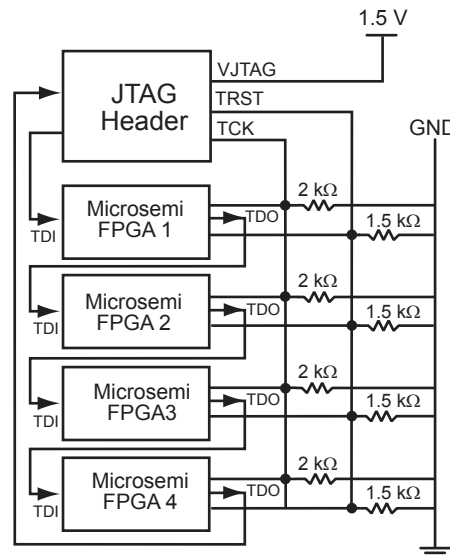 1.5 V
VJTAG
JTAG
Header
TRST
TCK
GND
2 kΩ
Microsemi
FPGA 1
TDO
TDI
1.5 kΩ
2 kΩ
Microsemi
FPGA 2
TDO
TDI
1.5 kΩ
2 kΩ
Microsemi
FPGA3
TDO
TDI
1.5 kΩ
2 kΩ
Microsemi
FPGA 4
TDO
TDI
1.5 kΩ